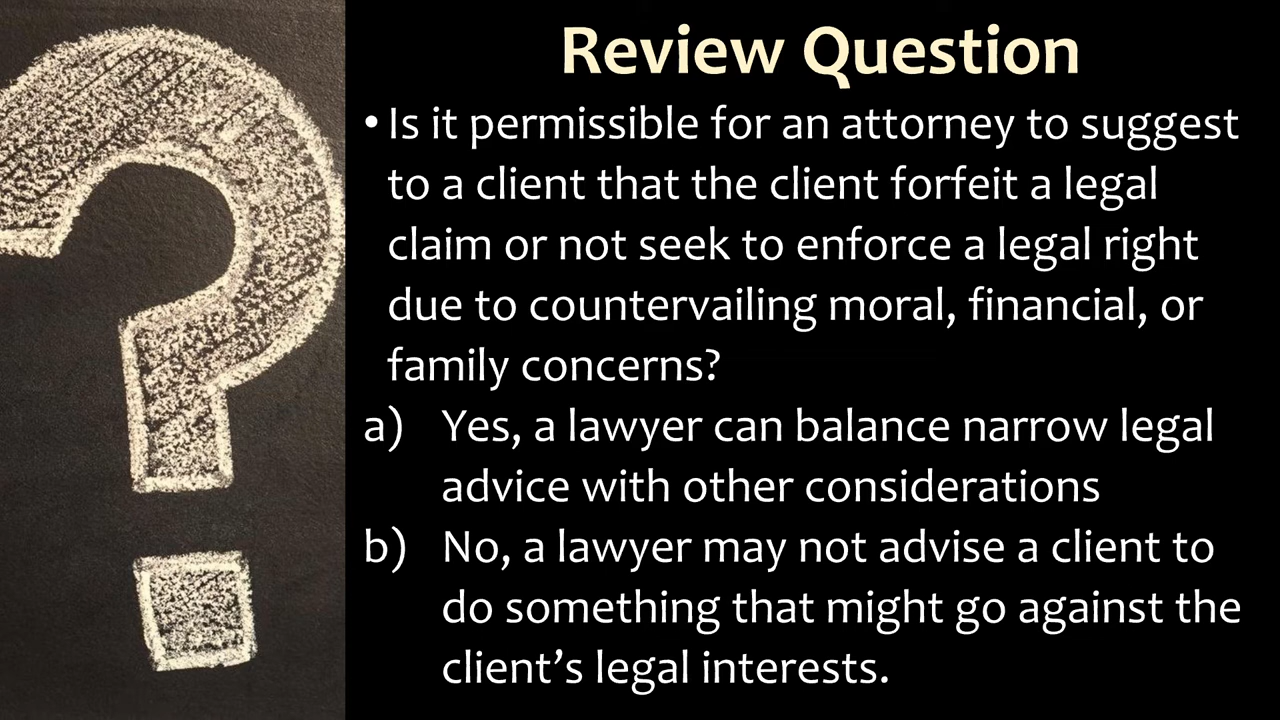 Review Question
• Is it permissible for an attorney to suggest
to a client that the client forfeit a legal
claim or not seek to enforce a legal right
due to countervailing moral, financial, or
family concerns?
a) Yes, a lawyer can balance narrow legal
advice with other considerations
b) No, a lawyer may not advise a client to
do something that might go against the
client’s legal interests.